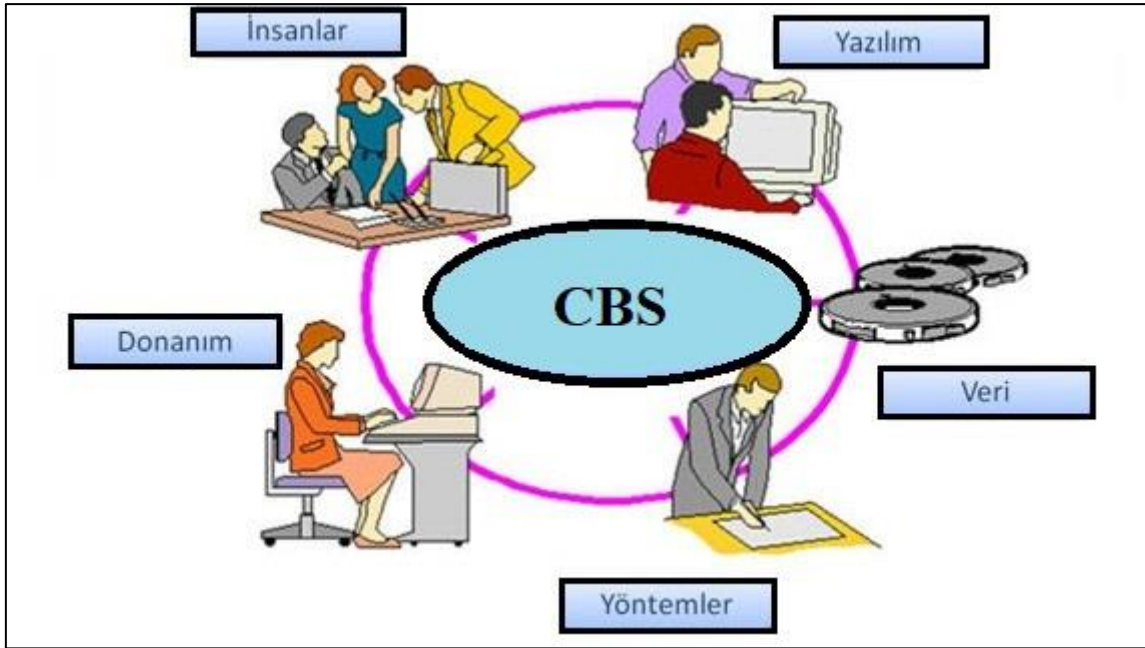 İnsanlar
Yazılım
CBS
Donanım
Veri
Yöntemler